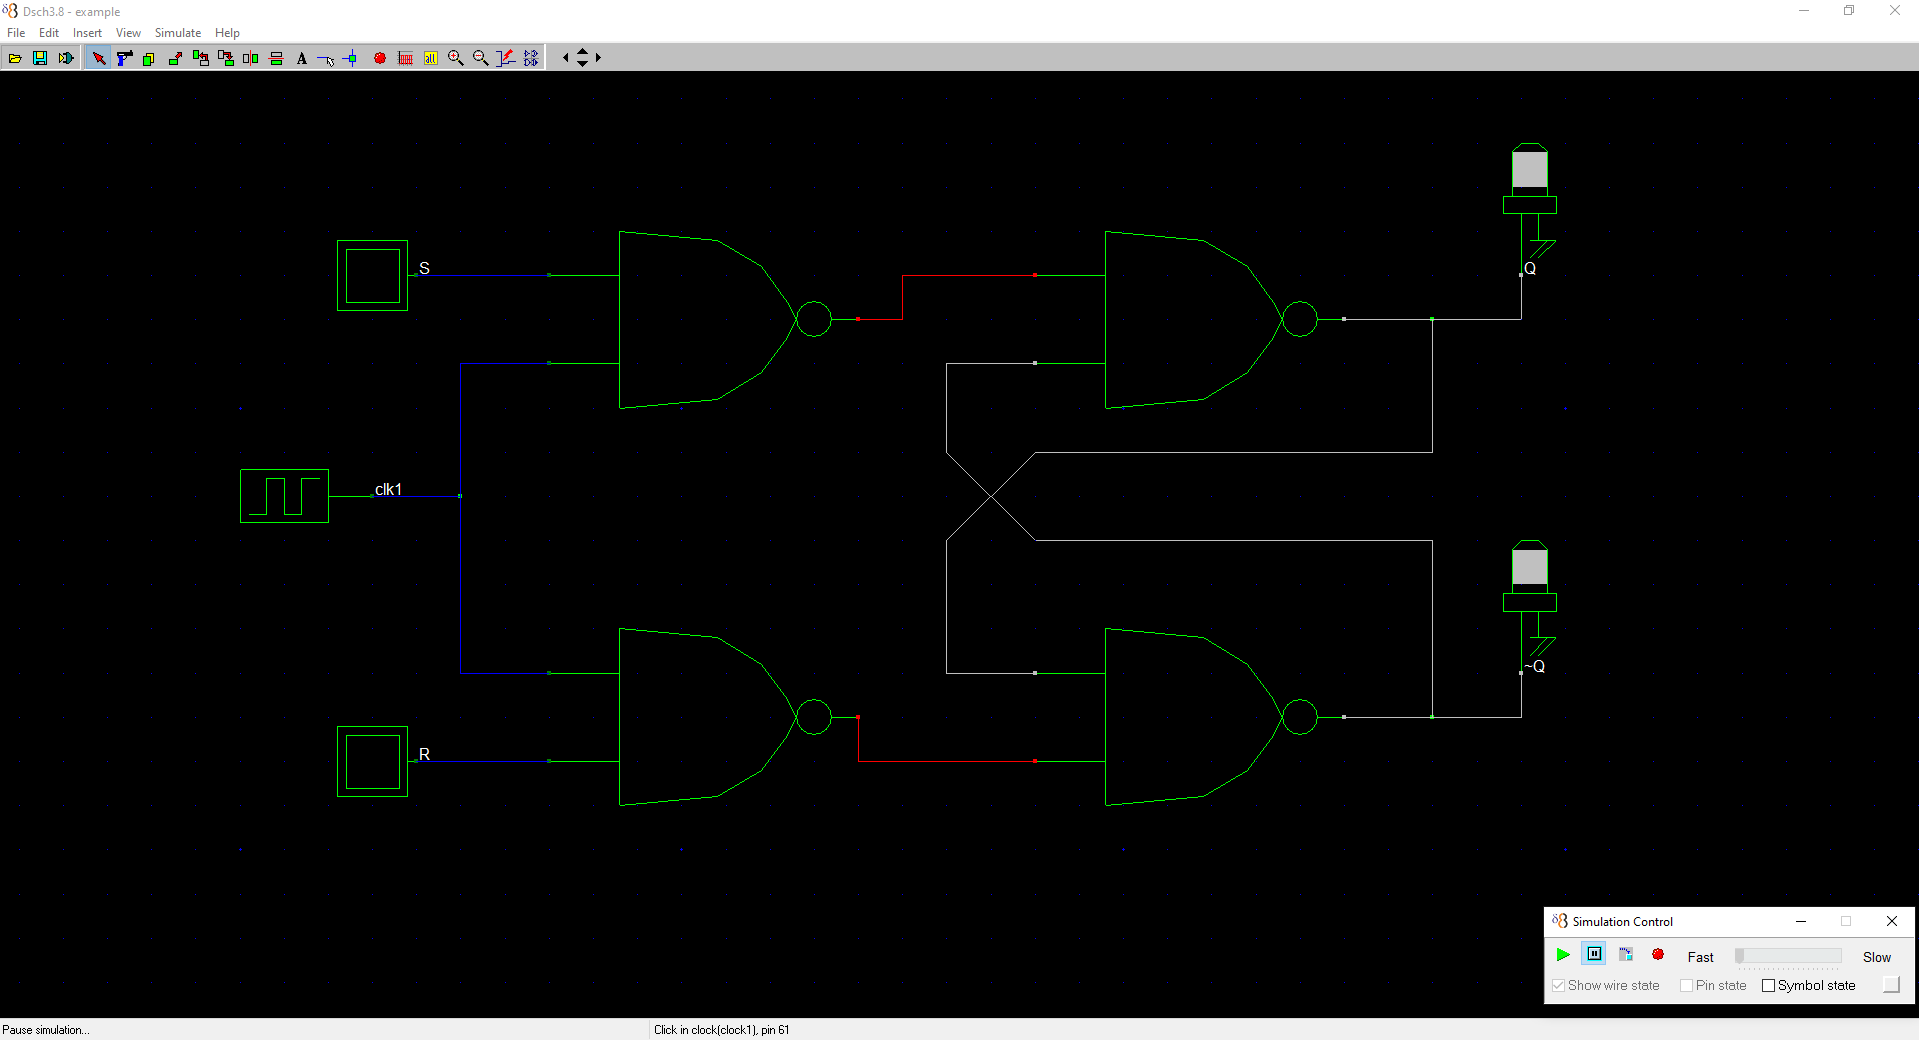 Dsch3.8 - example
File Edit Insert View Simulate Help
A
S
Q
clk1
~Q
R
Simulation Control
Fast Slow
Show wire state Pin state Symbol state
Pause simulation... Click in clock(clock1), pin 61